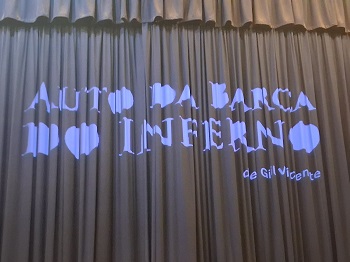 AUTO DA BARCA
DO INFERNO
de Gil Vicente